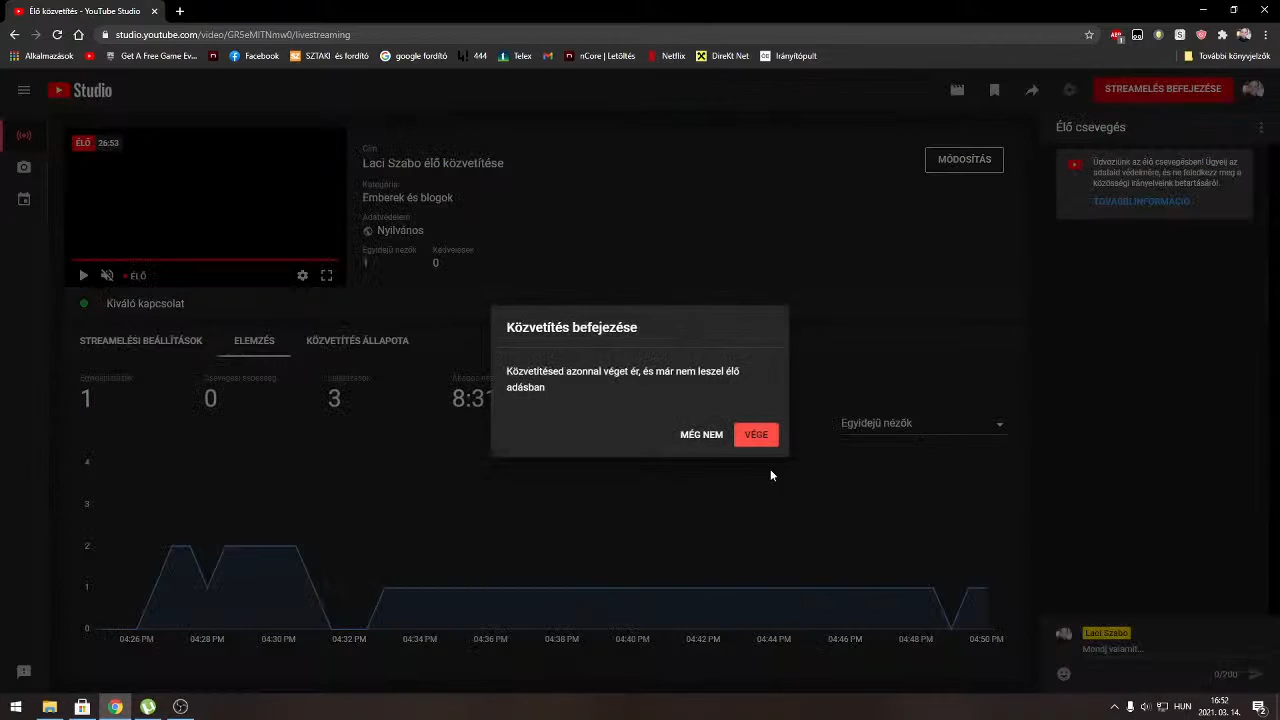 Élő közvetítés - YouTube Studio
studio.youtube.com/video/GR5eMITNmw0/livestreaming
Alkalmazások
Get A Free Game Ev...
Facebook
SZTAKI és fordítás
google fordító
444
Telex
nCore | Letöltés
Netflix
DireXt Net
Irányítópult
További könyvjelzők
Studio
STREAMELÉS BEFEJEZÉSE
ÉLŐ 26:53
ÉLŐ
Cím
Laci Szabo élő közvetítése
Kategória
Emberek és blogok
Adatvédelem
Nyilvános
Egyidejű nézők
Kedvelések
0
MÓDOSÍTÁS
Élő csevegés
Üdvözlünk az élő csevegésben! Ügyelj az
adataid védelmére, és ne feledkezz meg a
közösségi irányelveink betartásáról.
TOVÁBBI INFORMÁCIÓ
Kiváló kapcsolat
STREAMELÉSI BEÁLLÍTÁSOK
ELEMZÉS
KÖZVETÍTÉS ÁLLAPOTA
1
Csevegési sebesség
0
3
8:31
Közvetítés befejezése
Közvetítésed azonnal véget ér, és már nem leszel élő
adásban
MÉG NEM
VÉGE
Egyidejű nézők
4
3
2
1
0
04:26 PM
04:28 PM
04:30 PM
04:32 PM
04:34 PM
04:36 PM
04:38 PM
04:40 PM
04:42 PM
04:44 PM
04:46 PM
04:48 PM
04:50 PM
Laci Szabo
Mondj valamit...
0/200
HUN
16:52
2021. 03. 14.
2